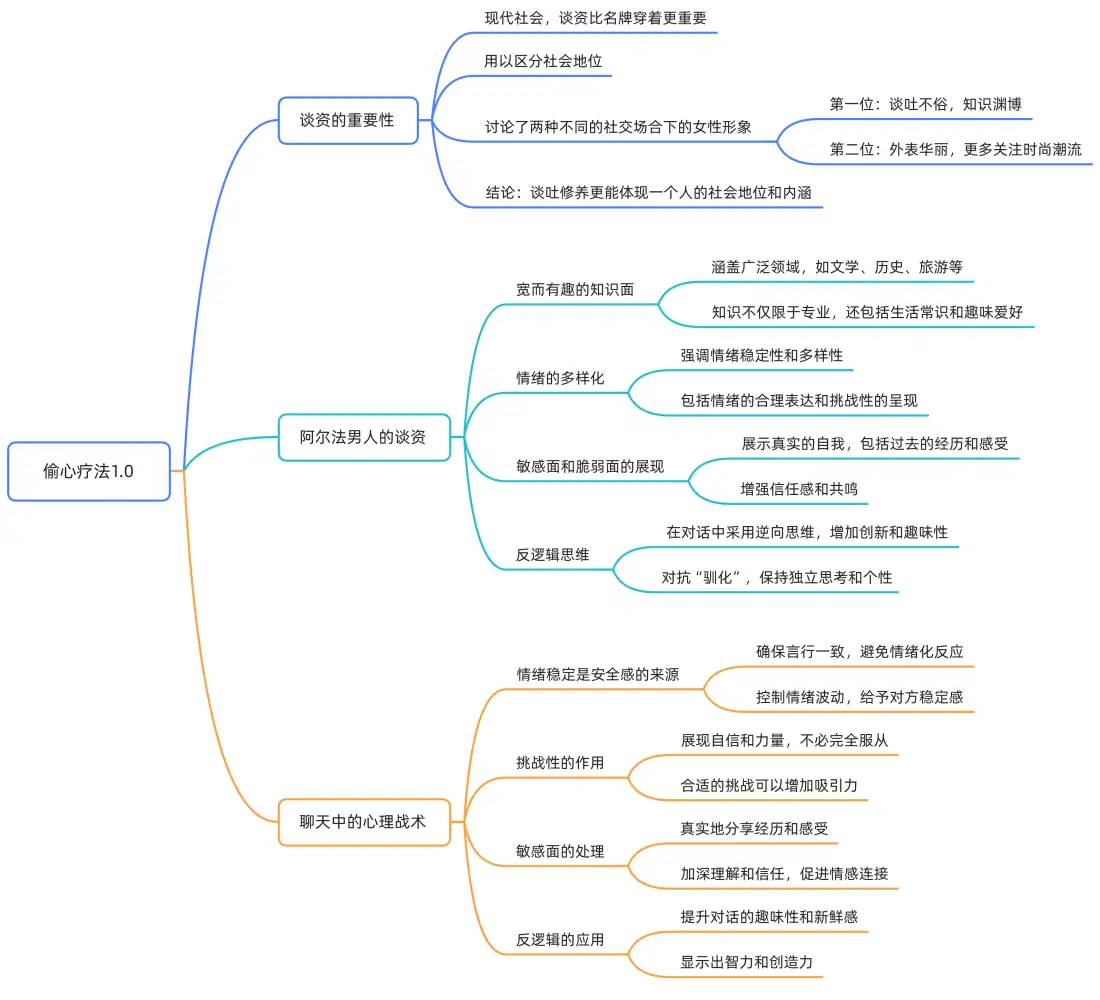 偷心疗法1.0
谈资的重要性
现代社会，谈资比名牌穿着更重要
用以区分社会地位
讨论了两种不同的社交场合下的女性形象
第一位：谈吐不俗，知识渊博
第二位：外表华丽，更多关注时尚潮流
结论：谈吐修养更能体现一个人的社会地位和内涵
阿尔法男人的谈资
宽而有趣的知识面
涵盖广泛领域，如文学、历史、旅游等
知识不仅限于专业，还包括生活常识和趣味爱好
情绪的多样化
强调情绪稳定性和多样性
包括情绪的合理表达和挑战性的呈现
敏感面和脆弱面的展现
展示真实的自我，包括过去的经历和感受
增强信任感和共鸣
反逻辑思维
在对话中采用逆向思维，增加创新和趣味性
对抗“驯化”，保持独立思考和个性
聊天中的心理战术
情绪稳定是安全感的来源
确保言行一致，避免情绪化反应
控制情绪波动，给予对方稳定感
挑战性的作用
展现自信和力量，不必完全服从
合适的挑战可以增加吸引力
敏感面的处理
真实地分享经历和感受
加深理解和信任，促进情感连接
反逻辑的应用
提升对话的趣味性和新鲜感
显示出智力和创造力